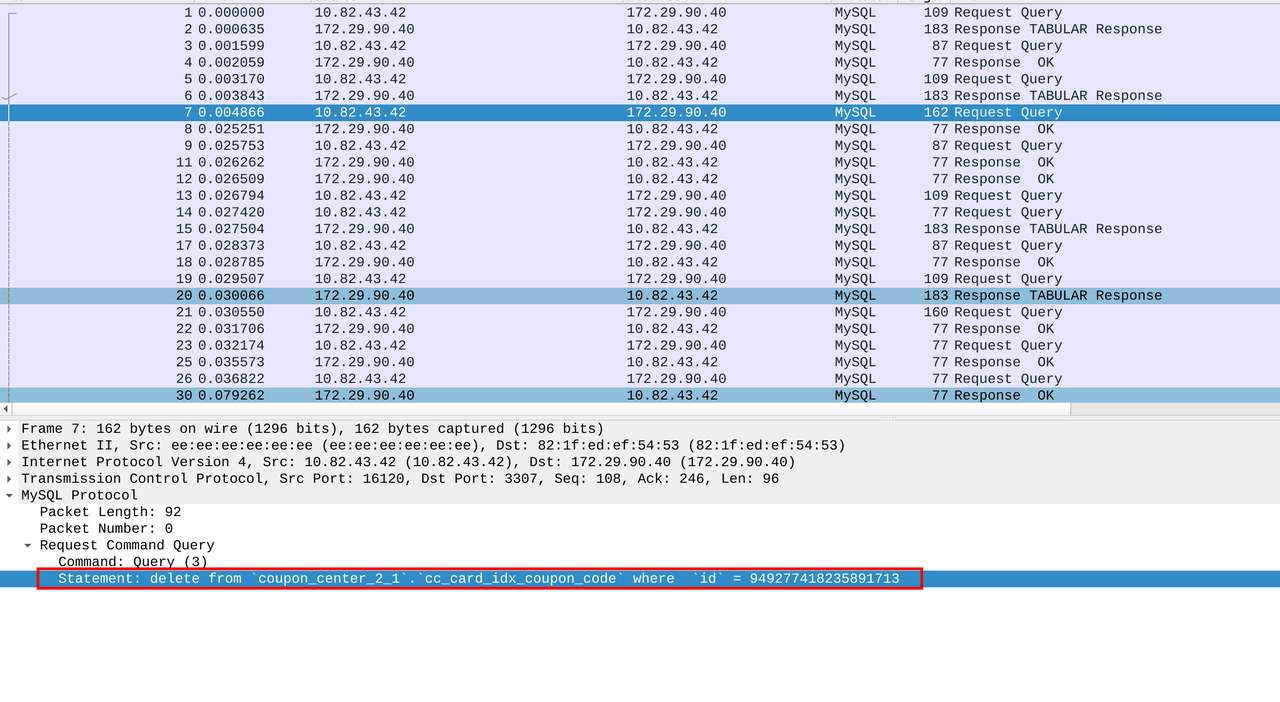 1 0.000000 10.82.43.42 172.29.90.40 MySQL 109 Request Query
2 0.000635 172.29.90.40 10.82.43.42 MySQL 183 Response TABULAR Response
3 0.001599 10.82.43.42 172.29.90.40 MySQL 87 Request Query
4 0.002059 172.29.90.40 10.82.43.42 MySQL 77 Response  OK
5 0.003170 10.82.43.42 172.29.90.40 MySQL 109 Request Query
6 0.003843 172.29.90.40 10.82.43.42 MySQL 183 Response TABULAR Response
7 0.004866 10.82.43.42 172.29.90.40 MySQL 162 Request Query
8 0.025251 172.29.90.40 10.82.43.42 MySQL 77 Response  OK
9 0.025753 10.82.43.42 172.29.90.40 MySQL 87 Request Query
11 0.026262 172.29.90.40 10.82.43.42 MySQL 77 Response  OK
12 0.026509 172.29.90.40 10.82.43.42 MySQL 77 Response  OK
13 0.026794 10.82.43.42 172.29.90.40 MySQL 109 Request Query
14 0.027420 10.82.43.42 172.29.90.40 MySQL 77 Request Query
15 0.027504 172.29.90.40 10.82.43.42 MySQL 183 Response TABULAR Response
17 0.028373 10.82.43.42 172.29.90.40 MySQL 87 Request Query
18 0.028785 172.29.90.40 10.82.43.42 MySQL 77 Response  OK
19 0.029507 10.82.43.42 172.29.90.40 MySQL 109 Request Query
20 0.030066 172.29.90.40 10.82.43.42 MySQL 183 Response TABULAR Response
21 0.030550 10.82.43.42 172.29.90.40 MySQL 160 Request Query
22 0.031706 172.29.90.40 10.82.43.42 MySQL 77 Response  OK
23 0.032174 10.82.43.42 172.29.90.40 MySQL 77 Request Query
25 0.035573 172.29.90.40 10.82.43.42 MySQL 77 Response  OK
26 0.036822 10.82.43.42 172.29.90.40 MySQL 77 Request Query
30 0.079262 172.29.90.40 10.82.43.42 MySQL 77 Response  OK
Frame 7: 162 bytes on wire (1296 bits), 162 bytes captured (1296 bits)
Ethernet II, Src: ee:ee:ee:ee:ee:ee (ee:ee:ee:ee:ee:ee), Dst: 82:1f:ed:ef:54:53 (82:1f:ed:ef:54:53)
Internet Protocol Version 4, Src: 10.82.43.42 (10.82.43.42), Dst: 172.29.90.40 (172.29.90.40)
Transmission Control Protocol, Src Port: 16120, Dst Port: 3307, Seq: 108, Ack: 246, Len: 96
MySQL Protocol
Packet Length: 92
Packet Number: 0
Request Command Query
Command: Query (3)
Statement: delete from `coupon_center_2_1`.`cc_card_idx_coupon_code` where  `id` = 949277418235891713